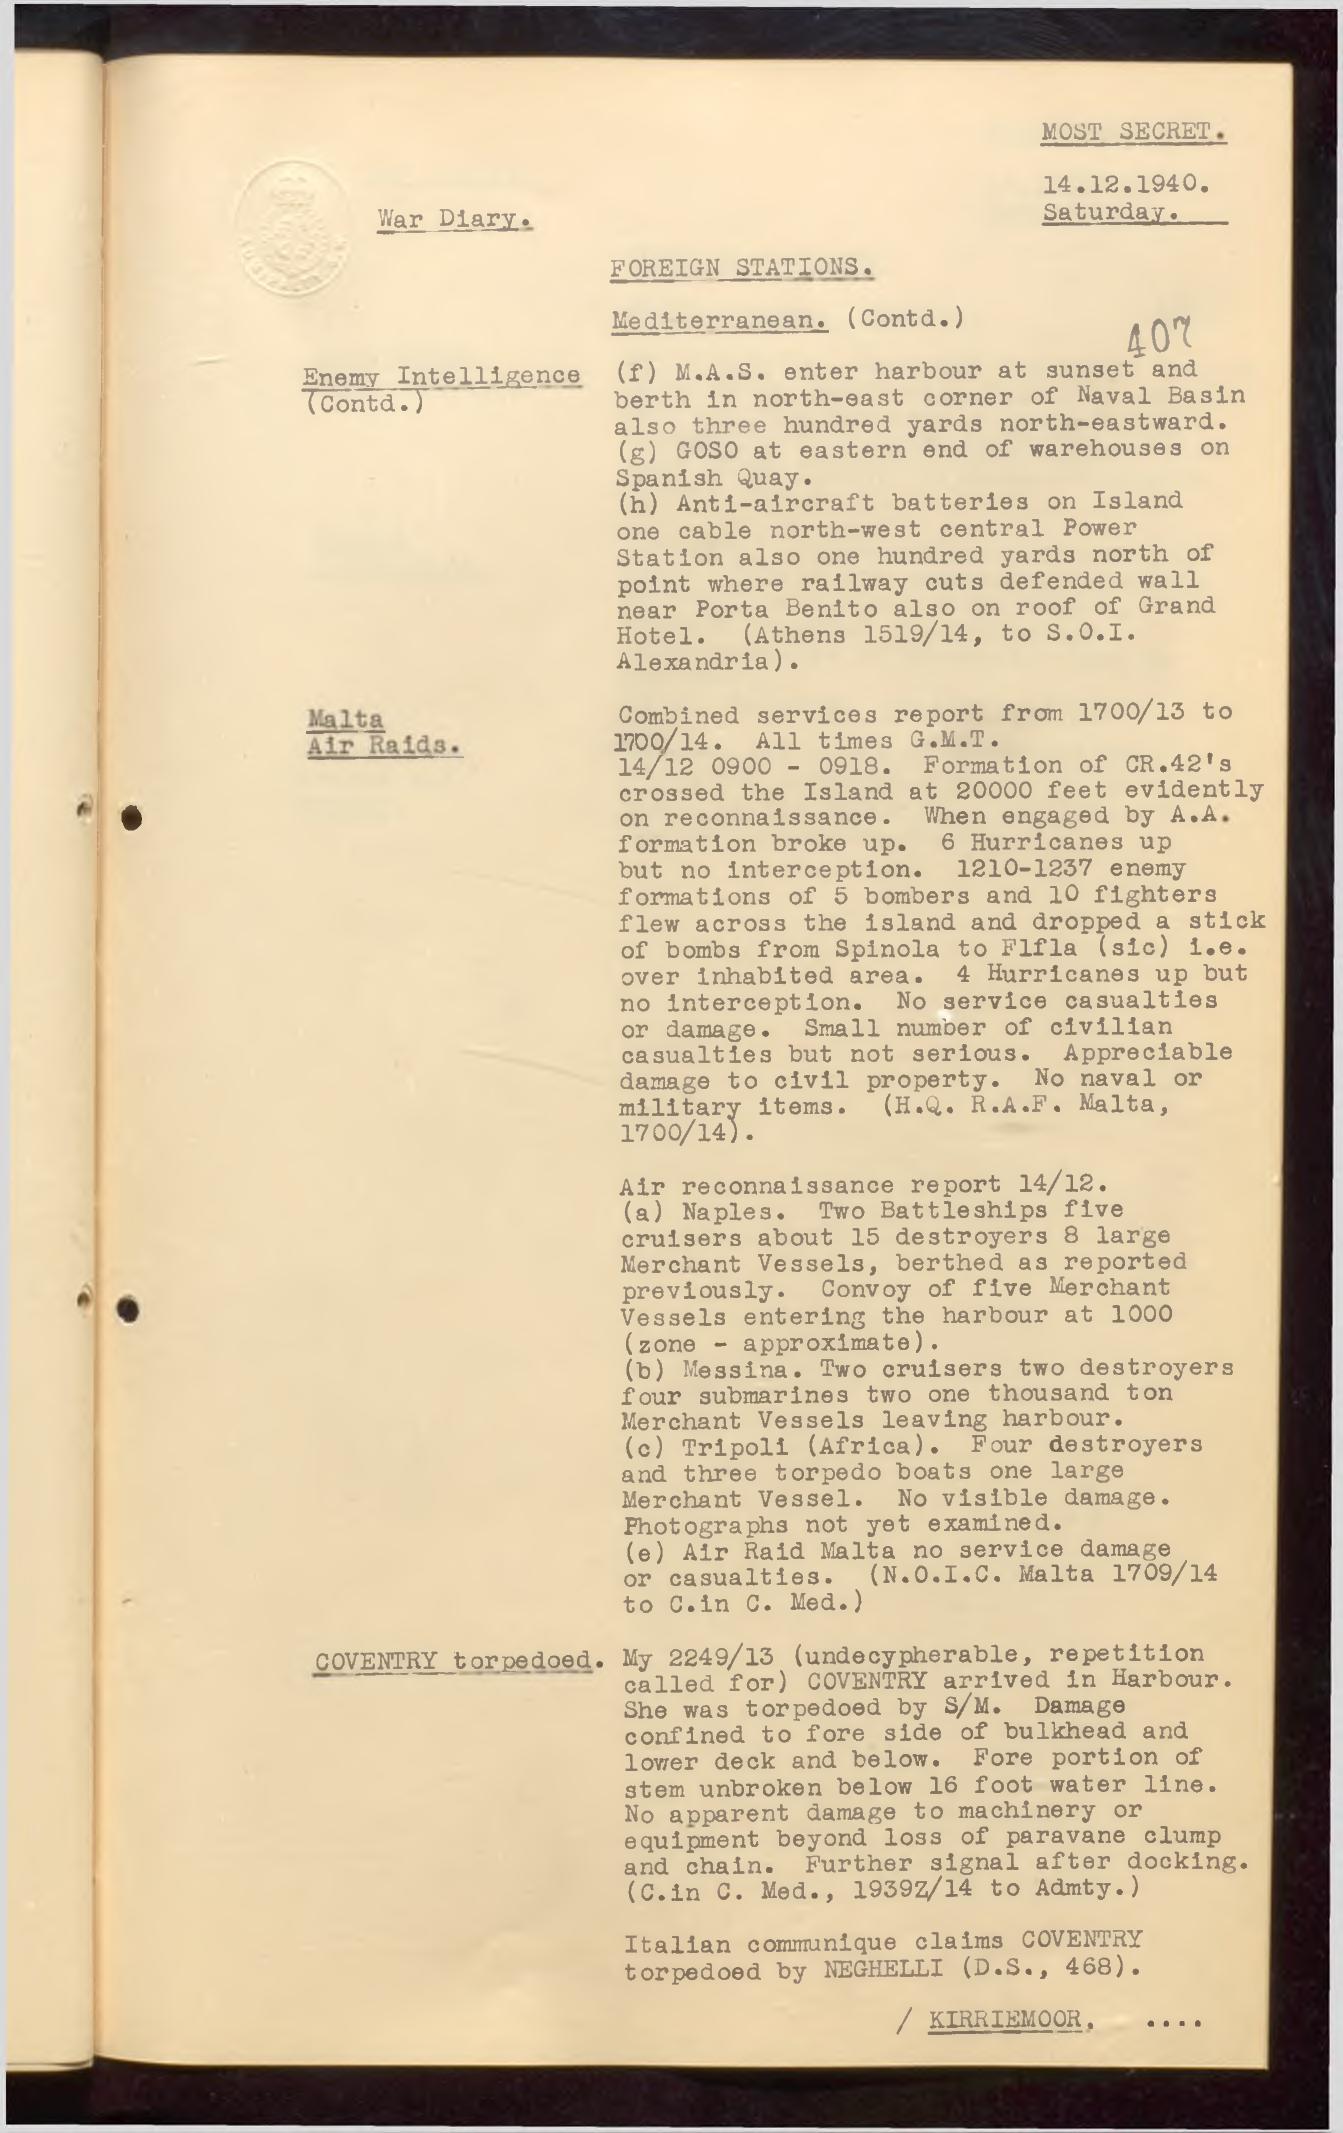 MOST SECRET.
14.12.1940.
Saturday.
War Diary.
FOREIGN STATIONS.
Mediterranean. (Contd.)
407
Enemy Intelligence
(Contd.)
(f) M.A.S. enter harbour at sunset and
berth in north-east corner of Naval Basin
also three hundred yards north-eastward.
(g) GOSO at eastern end of warehouses on
Spanish Quay.
(h) Anti-aircraft batteries on Island
one cable north-west central Power
Station also one hundred yards north of
point where railway cuts defended wall
near Porta Benito also on roof of Grand
Hotel. (Athens 1519/14, to S.O.I.
Alexandria).
Malta
Air Raids.
Combined services report from 1700/13 to
1700/14. All times G.M.T.
14/12 0900 - 0918. Formation of CR.42's
crossed the Island at 20000 feet evidently
on reconnaissance. When engaged by A.A.
formation broke up. 6 Hurricanes up
but no interception. 1210-1237 enemy
formations of 5 bombers and 10 fighters
flew across the island and dropped a stick
of bombs from Spinola to Flfla (sic) i.e.
over inhabited area. 4 Hurricanes up but
no interception. No service casualties
or damage. Small number of civilian
casualties but not serious. Appreciable
damage to civil property. No naval or
military items. (H.Q. R.A.F. Malta,
1700/14).
Air reconnaissance report 14/12.
(a) Naples. Two Battleships five
cruisers about 15 destroyers 8 large
Merchant Vessels, berthed as reported
previously. Convoy of five Merchant
Vessels entering the harbour at 1000
(zone - approximate).
(b) Messina. Two cruisers two destroyers
four submarines two one thousand ton
Merchant Vessels leaving harbour.
(c) Tripoli (Africa). Four destroyers
and three torpedo boats one large
Merchant Vessel. No visible damage.
Photographs not yet examined.
(e) Air Raid Malta no service damage
or casualties. (N.O.I.C. Malta 1709/14
to C.in C. Med.)
COVENTRY torpedoed.
My 2249/13 (undecypherable, repetition
called for) COVENTRY arrived in Harbour.
She was torpedoed by S/M. Damage
confined to fore side of bulkhead and
lower deck and below. Fore portion of
stem unbroken below 16 foot water line.
No apparent damage to machinery or
equipment beyond loss of paravane clump
and chain. Further signal after docking.
(C.in C. Med., 1939Z/14 to Admty.)
Italian communique claims COVENTRY
torpedoed by NEGHELLI (D.S., 468).
/ KIRRIEMOOR. ....